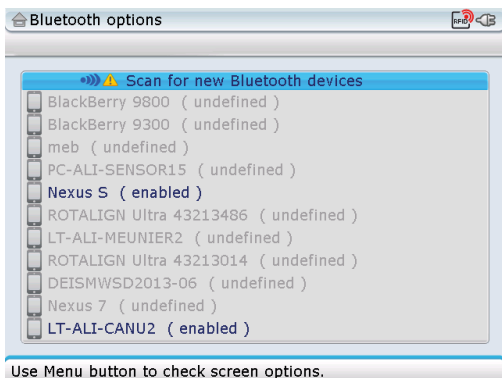 Bluetooth options
RFID
Scan for new Bluetooth devices
BlackBerry 9800 ( undefined )
BlackBerry 9300 ( undefined )
meb ( undefined )
PC-ALI-SENSOR15 ( undefined )
Nexus S ( enabled )
ROTALIGN Ultra 43213486 ( undefined )
LT-ALI-MEUNIER2 ( undefined )
ROTALIGN Ultra 43213014 ( undefined )
DEISMWSD2013-06 ( undefined )
Nexus 7 ( undefined )
LT-ALI-CANU2 ( enabled )
Use Menu button to check screen options.